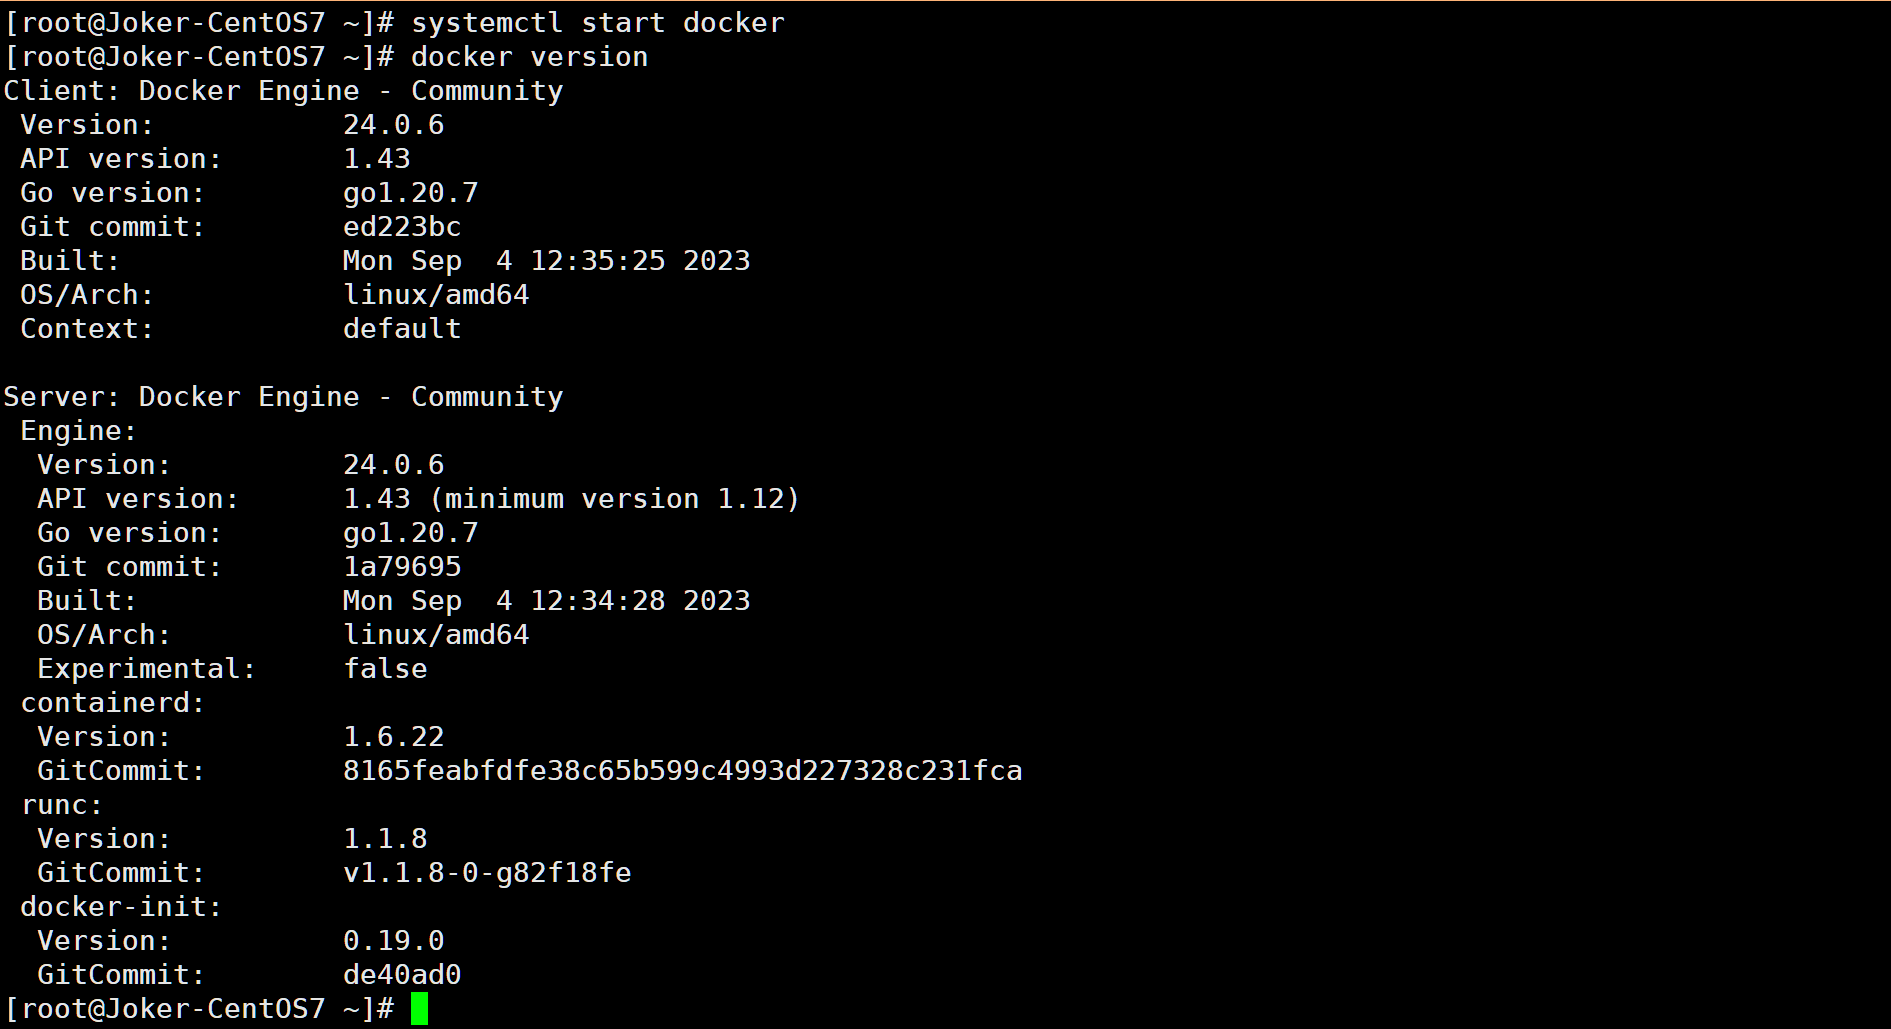 [root@Joker-CentOS7 ~]# systemctl start docker
[root@Joker-CentOS7 ~]# docker version
Client: Docker Engine - Community
 Version:           24.0.6
 API version:       1.43
 Go version:        go1.20.7
 Git commit:        ed223bc
 Built:             Mon Sep  4 12:35:25 2023
 OS/Arch:           linux/amd64
 Context:           default

Server: Docker Engine - Community
 Engine:
  Version:          24.0.6
  API version:      1.43 (minimum version 1.12)
  Go version:       go1.20.7
  Git commit:       1a79695
  Built:            Mon Sep  4 12:34:28 2023
  OS/Arch:          linux/amd64
  Experimental:     false
 containerd:
  Version:          1.6.22
  GitCommit:        8165feabfdfe38c65b599c4993d227328c231fca
 runc:
  Version:          1.1.8
  GitCommit:        v1.1.8-0-g82f18fe
 docker-init:
  Version:          0.19.0
  GitCommit:        de40ad0
[root@Joker-CentOS7 ~]#